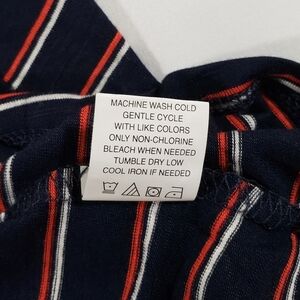 MACHINE WASH COLD
GENTLE CYCLE
WITH LIKE COLORS
ONLY NON-CHLORINE
BLEACH WHEN NEEDED
TUMBLE DRY LOW
COOL IRON IF NEEDED